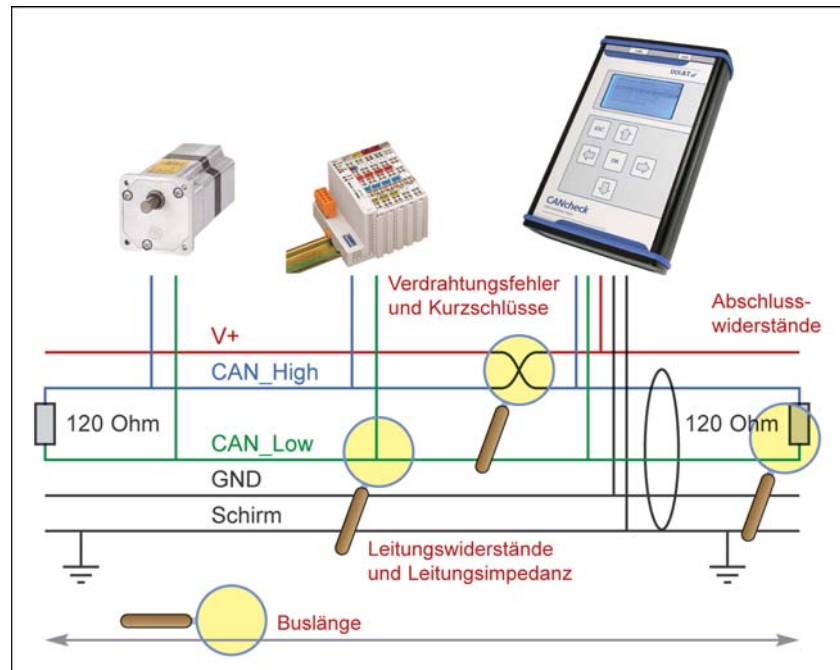 IXXAT
ESC
OK
CANcheck
Verdrahtungsfehler
und Kurzschlüsse
Abschluss-
widerstände
V+
CAN_High
120 Ohm
120 Ohm
CAN_Low
GND
Schirm
Leitungswiderstände
und Leitungsimpedanz
Buslänge